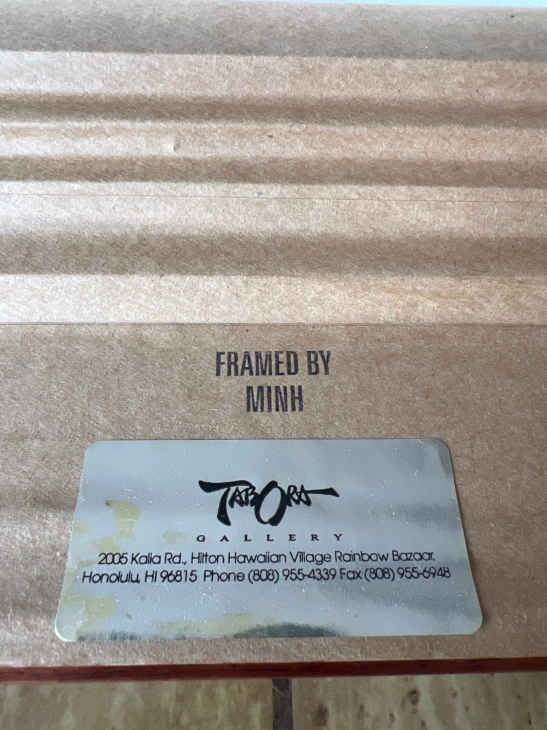 FRAMED BY
MINH
TABORA
GALLERY
2005 Kalia Rd., Hilton Hawaiian Village Rainbow Bazaar,
Honolulu, HI 96815 Phone (808) 955-4339 Fax (808) 955-6948